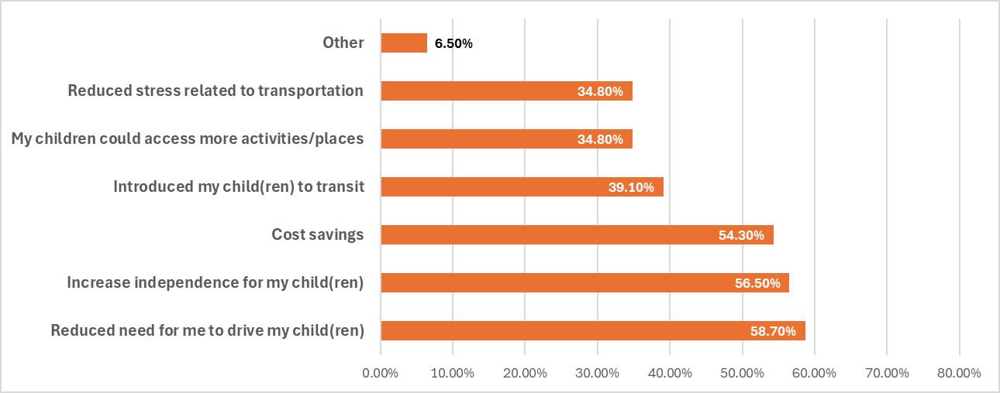 Other
6.50%
Reduced stress related to transportation
34.80%
My children could access more activities/places
34.80%
Introduced my child(ren) to transit
39.10%
Cost savings
54.30%
Increase independence for my child(ren)
56.50%
Reduced need for me to drive my child(ren)
58.70%
0.00% 10.00% 20.00% 30.00% 40.00% 50.00% 60.00% 70.00% 80.00%